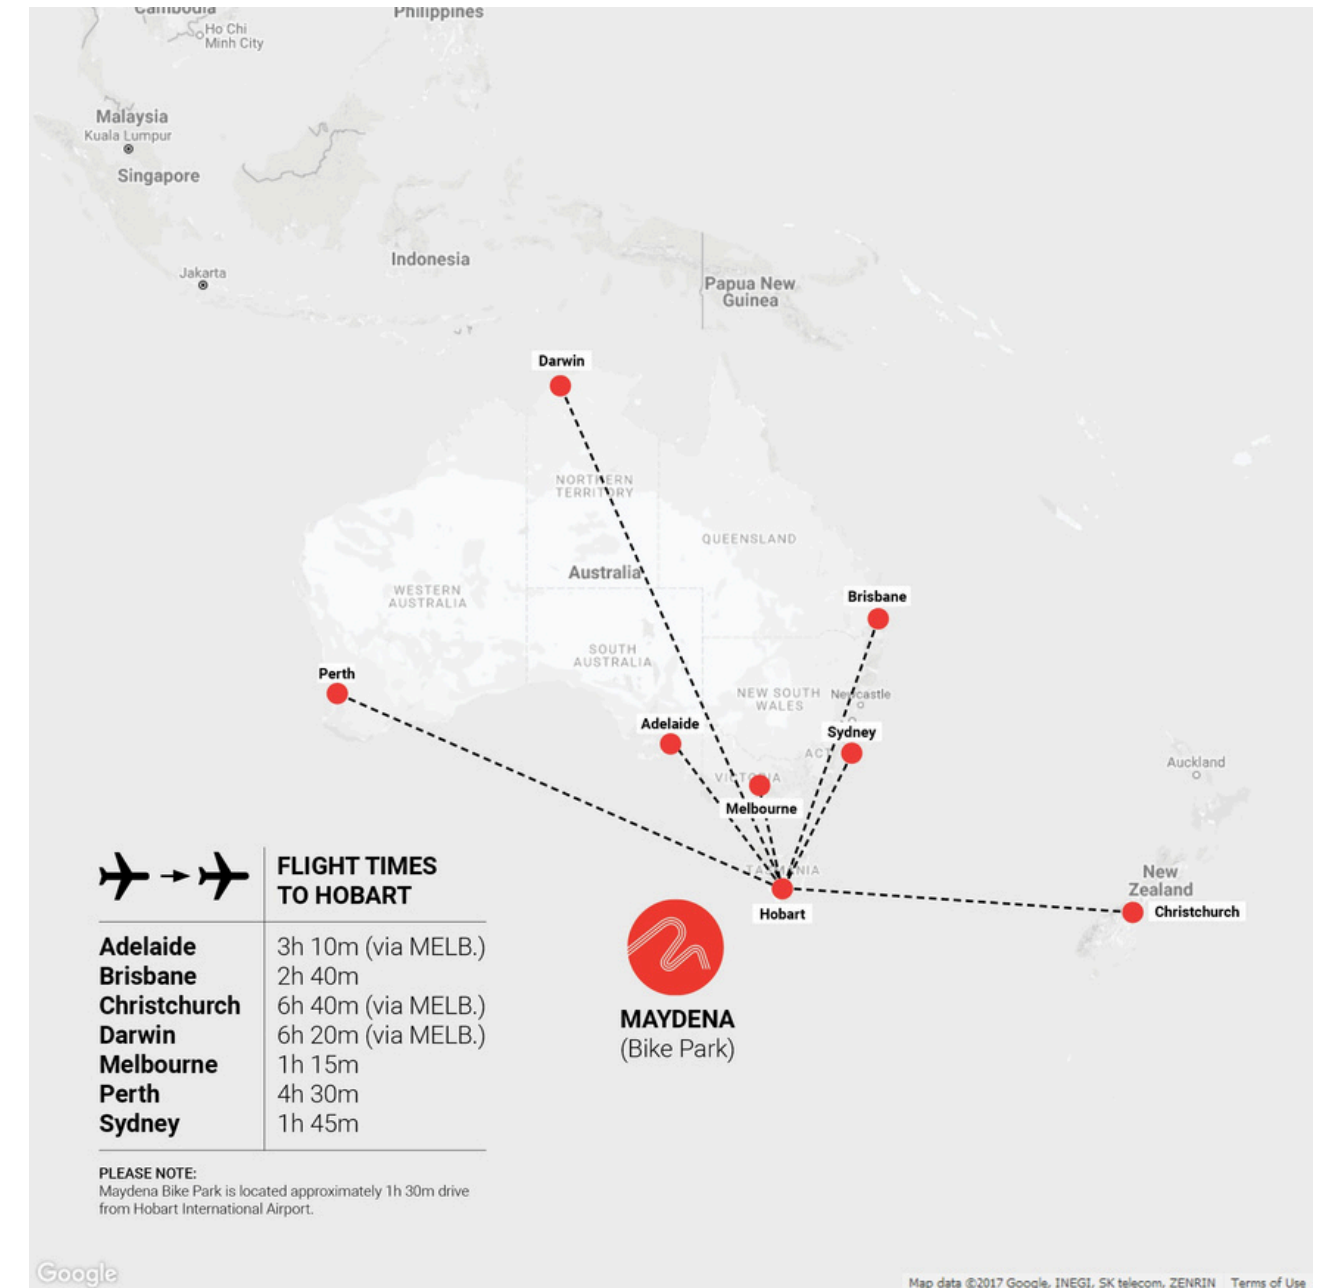 Cambodia
Philippines
Ho Chi
Minh City
Malaysia
Kuala Lumpur
Singapore
Indonesia
Jakarta
Papua New
Guinea
Darwin
NORTHERN
TERRITORY
QUEENSLAND
Australia
WESTERN
AUSTRALIA
Brisbane
SOUTH
AUSTRALIA
Perth
NEW SOUTH
WALES
Newcastle
Adelaide
Sydney
ACT
Auckland
VICTORIA
Melbourne
TASMANIA
Hobart
New
Zealand
Christchurch
FLIGHT TIMES
TO HOBART
Adelaide 3h 10m (via MELB.)
Brisbane 2h 40m
Christchurch 6h 40m (via MELB.)
Darwin 6h 20m (via MELB.)
Melbourne 1h 15m
Perth 4h 30m
Sydney 1h 45m
MAYDENA
(Bike Park)
PLEASE NOTE:
Maydena Bike Park is located approximately 1h 30m drive
from Hobart International Airport.
Google
Map data ©2017 Google, INEGI, SK telecom, ZENRIN Terms of Use